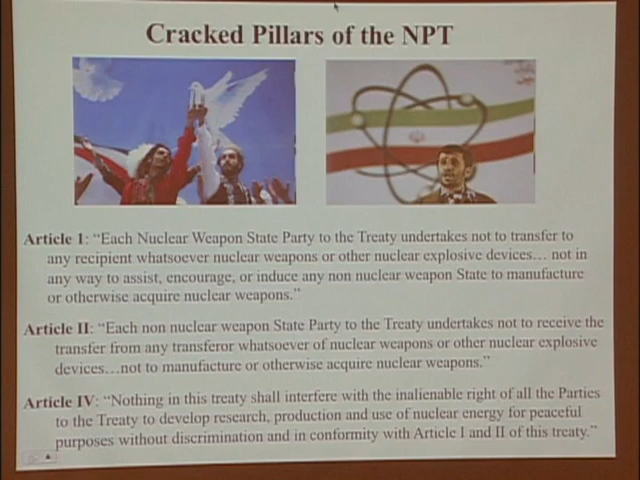 Cracked Pillars of the NPT
Article 1: “Each Nuclear Weapon State Party to the Treaty undertakes not to transfer to
any recipient whatsoever nuclear weapons or other nuclear explosive devices… not in
any way to assist, encourage, or induce any non nuclear weapon State to manufacture
or otherwise acquire nuclear weapons.”
Article II: “Each non nuclear weapon State Party to the Treaty undertakes not to receive the
transfer from any transferor whatsoever of nuclear weapons or other nuclear explosive
devices…not to manufacture or otherwise acquire nuclear weapons.”
Article IV: “Nothing in this treaty shall interfere with the inalienable right of all the Parties
to the Treaty to develop research, production and use of nuclear energy for peaceful
purposes without discrimination and in conformity with Article I and II of this treaty.”